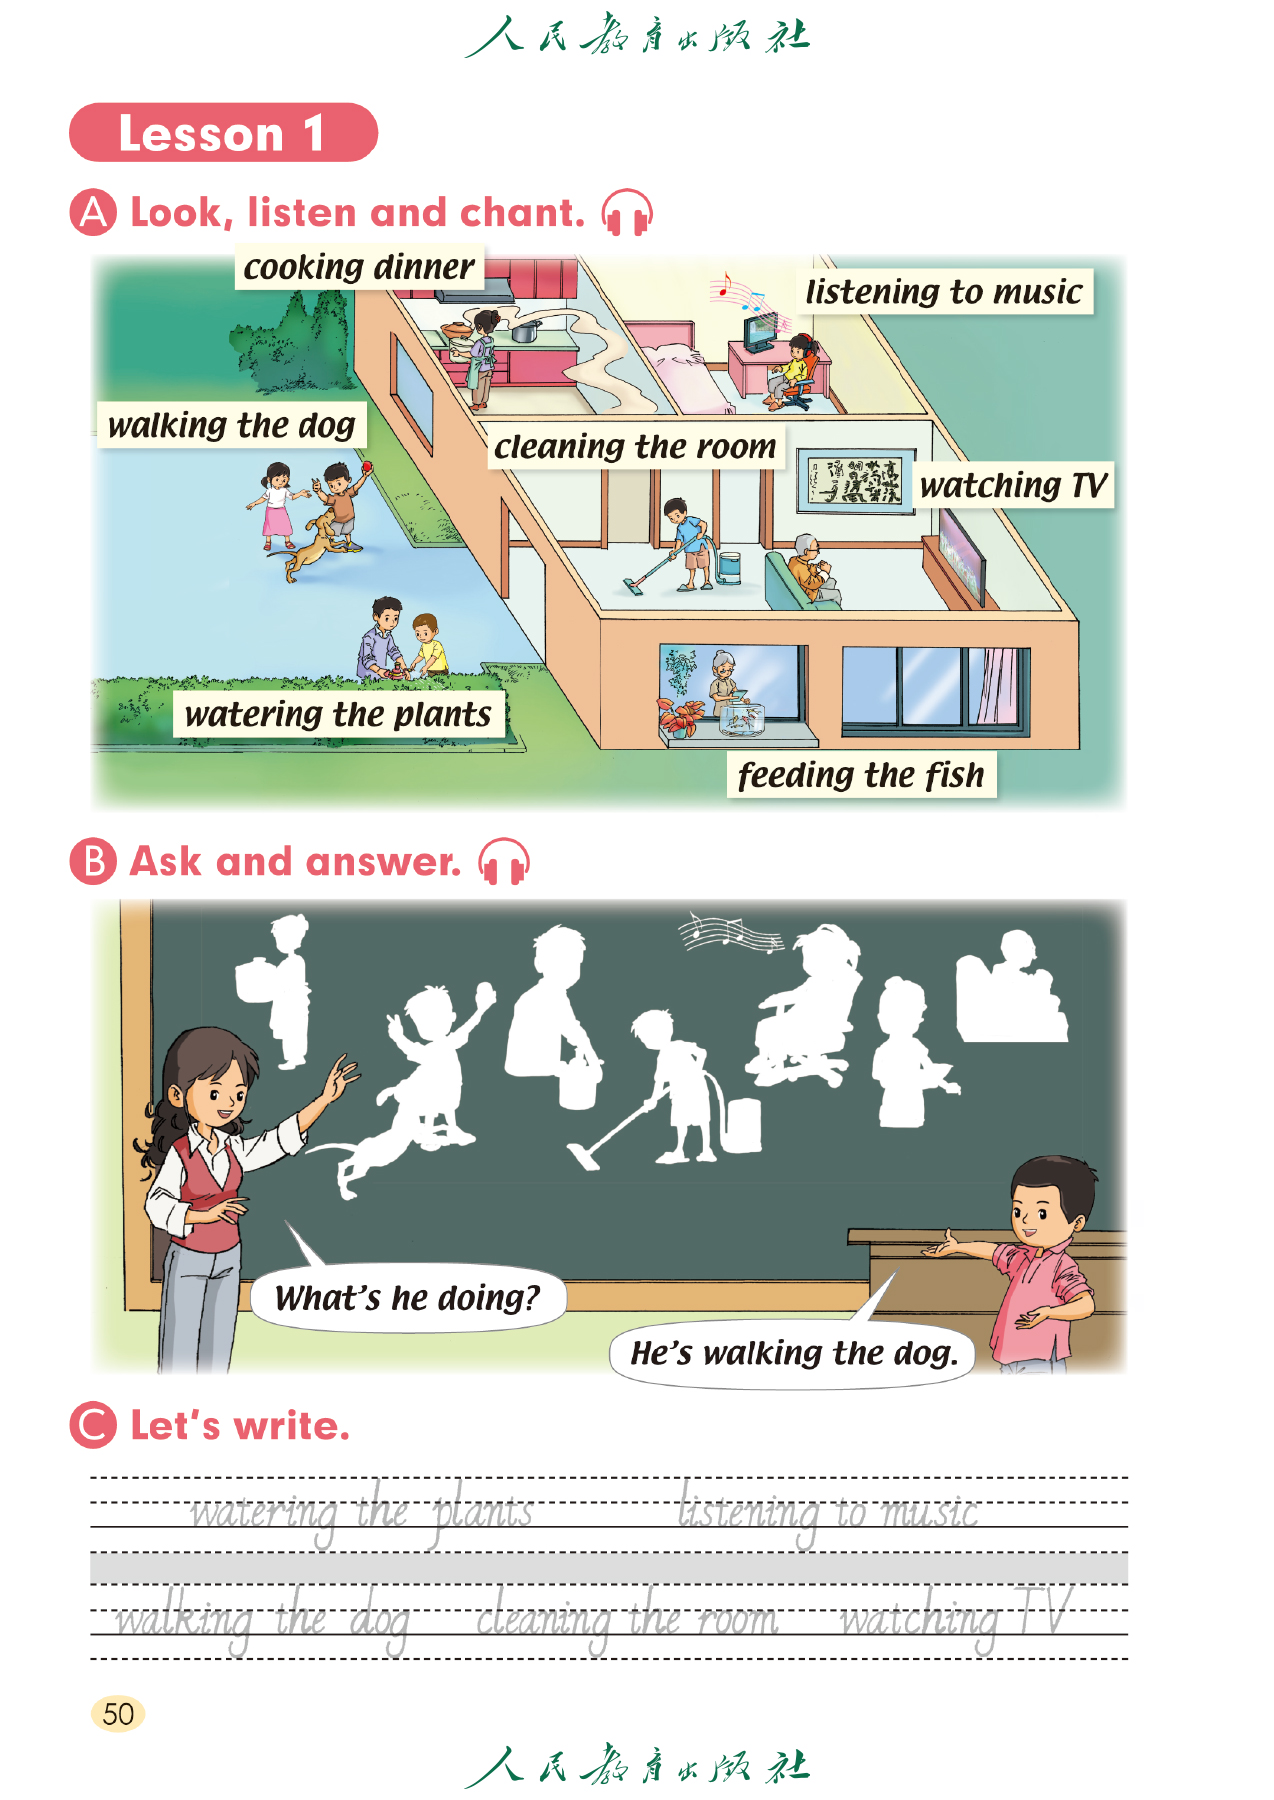 人民教育出版社
Lesson 1
A Look, listen and chant.
cooking dinner
listening to music
walking the dog
cleaning the room
watching TV
watering the plants
feeding the fish
B Ask and answer.
What's he doing?
He's walking the dog.
C Let's write.
watering the plants listening to music
walking the dog cleaning the room watching TV
50
人民教育出版社